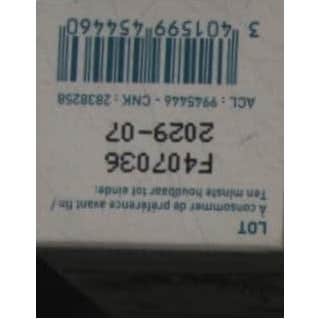 LOT
À consommer de préférence avant fin /
Ten minste houdbaar tot einde:
F407036
2029-07
ACL : 9945446 - CNK : 2838258
3 401599 454460